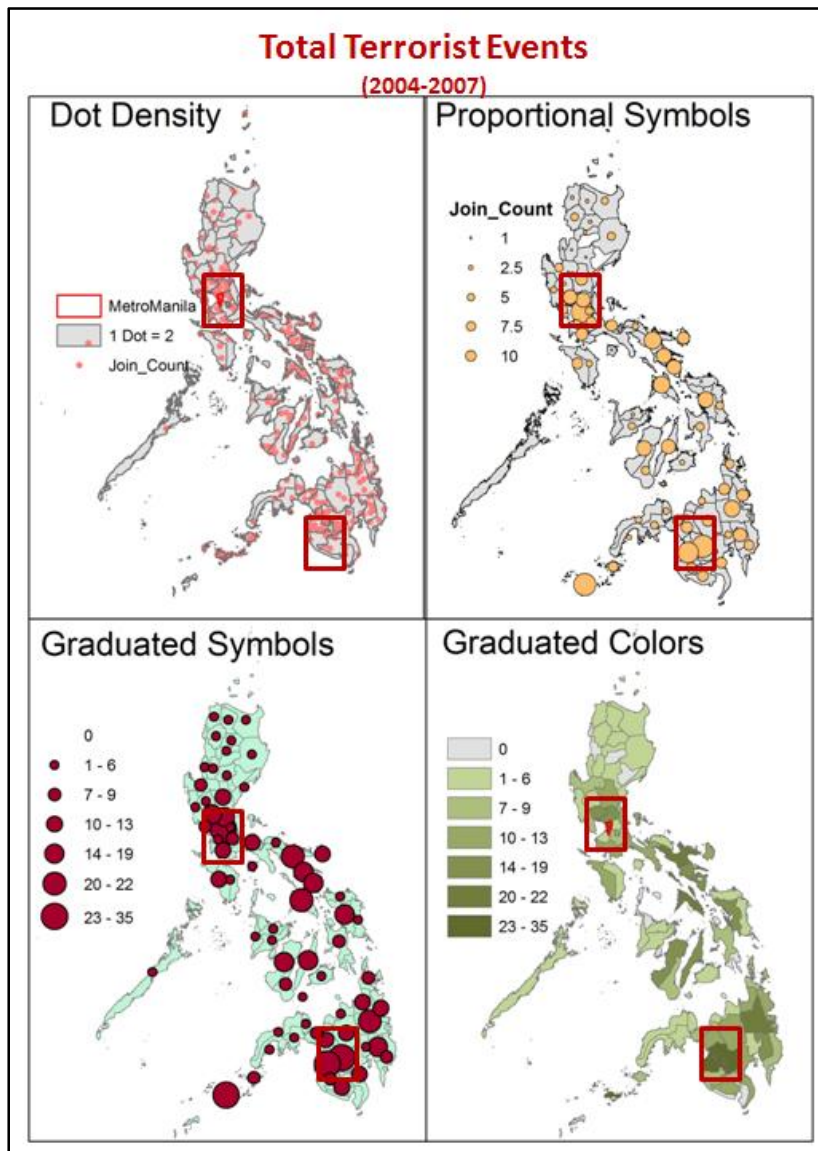 Total Terrorist Events
(2004-2007)
Dot Density
MetroManila
1 Dot = 2
Join_Count
Proportional Symbols
Join_Count
1
2.5
5
7.5
10
Graduated Symbols
0
1 - 6
7 - 9
10 - 13
14 - 19
20 - 22
23 - 35
Graduated Colors
0
1 - 6
7 - 9
10 - 13
14 - 19
20 - 22
23 - 35